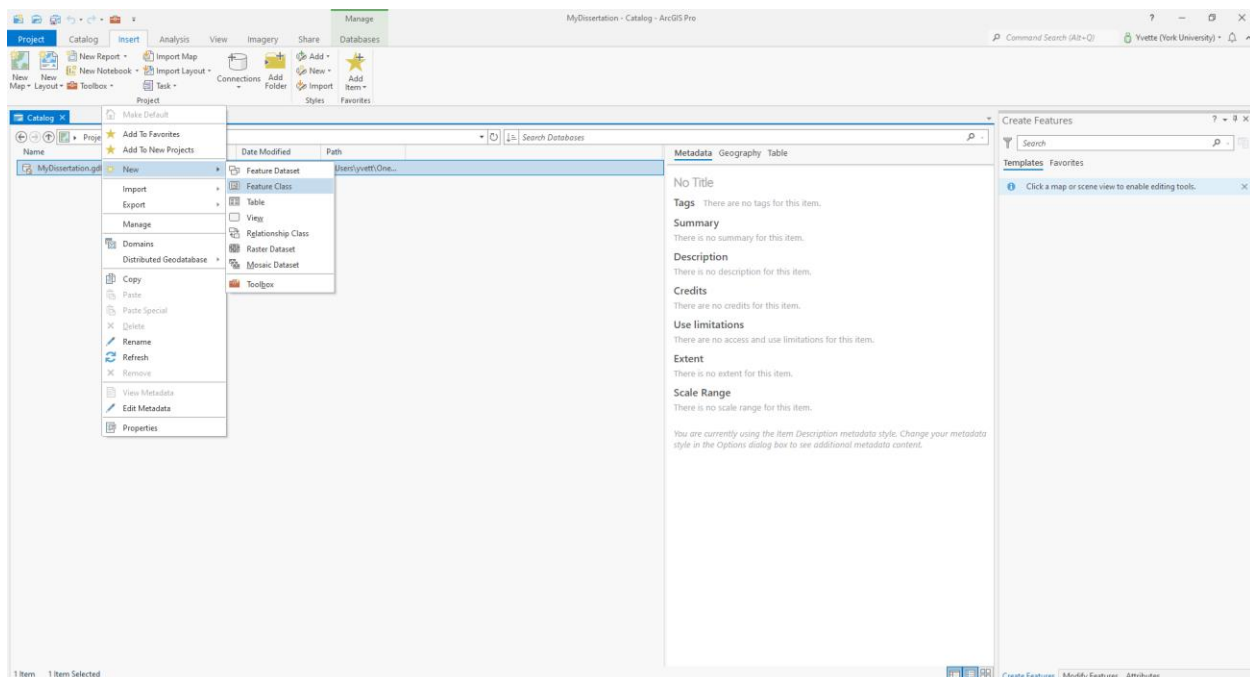 Manage
MyDissertation - Catalog - ArcGIS Pro
Project Catalog Insert Analysis View Imagery Share Databases
Command Search (Alt+Q)
Yvette (York University)
New Map
New Layout
New Report
New Notebook
Toolbox
Import Map
Import Layout
Task
Connections
Add Folder
Add
New
Import
Add Item
Project Styles Favorites
Catalog
Search Databases
Name Date Modified Path
Make Default
Add To Favorites
Add To New Projects
New
Import
Export
Manage
Domains
Distributed Geodatabase
Copy
Paste
Paste Special
Delete
Rename
Refresh
Remove
View Metadata
Edit Metadata
Properties
Feature Dataset
Feature Class
Table
View
Relationship Class
Raster Dataset
Mosaic Dataset
Toolbox
Metadata Geography Table
No Title
Tags There are no tags for this item.
Summary
There is no summary for this item.
Description
There is no description for this item.
Credits
There are no credits for this item.
Use limitations
There are no access and use limitations for this item.
Extent
There is no extent for this item.
Scale Range
There is no scale range for this item.
You are currently using the Item Description metadata style. Change your metadata
style in the Options dialog box to see additional metadata content.
Create Features
Search
Templates Favorites
Click a map or scene view to enable editing tools.
1 Item 1 Item Selected
Create Features Modify Features Attributes